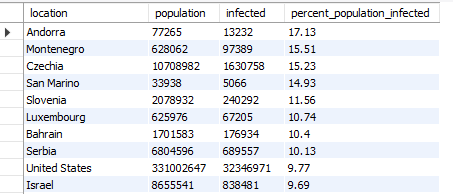 location population infected percent_population_infected
Andorra 77265 13232 17.13
Montenegro 628062 97389 15.51
Czechia 10708982 1630758 15.23
San Marino 33938 5066 14.93
Slovenia 2078932 240292 11.56
Luxembourg 625976 67205 10.74
Bahrain 1701583 176934 10.4
Serbia 6804596 689557 10.13
United States 331002647 32346971 9.77
Israel 8655541 838481 9.69